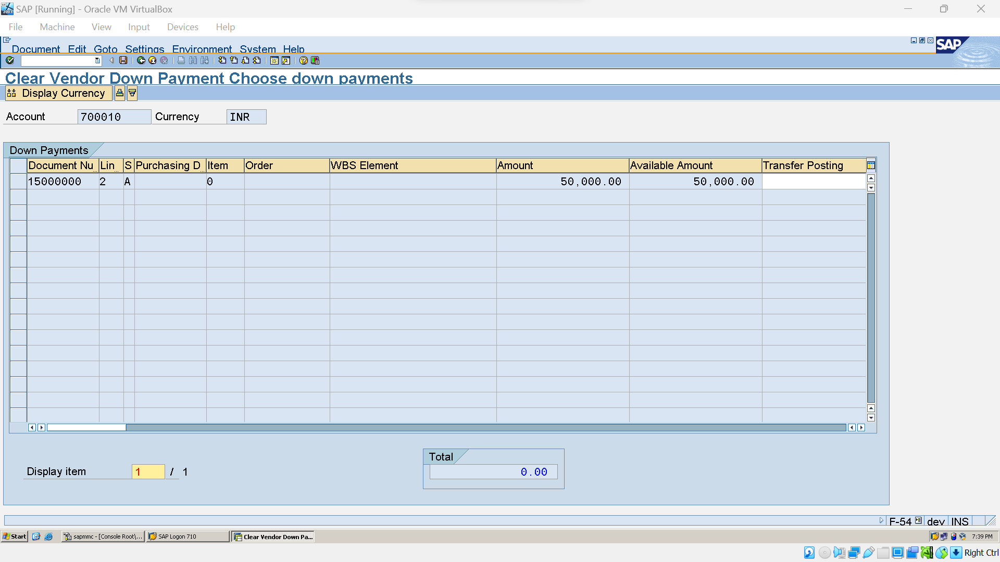 SAP [Running] - Oracle VM VirtualBox
File Machine View Input Devices Help
Document Edit Goto Settings Environment System Help
SAP
Clear Vendor Down Payment Choose down payments
Display Currency
Account 700010 Currency INR
Down Payments
Document Nu.. Lin.. S Purchasing D.. Item Order WBS Element Amount Available Amount Transfer Posting
15000000 2 A 0 50,000.00 50,000.00
Total
Display item 1 / 1 0.00
F-54 dev INS
Start sapmmc - [Console Root\... SAP Logon 710 Clear Vendor Down Pa... 7:39 PM
Right Ctrl